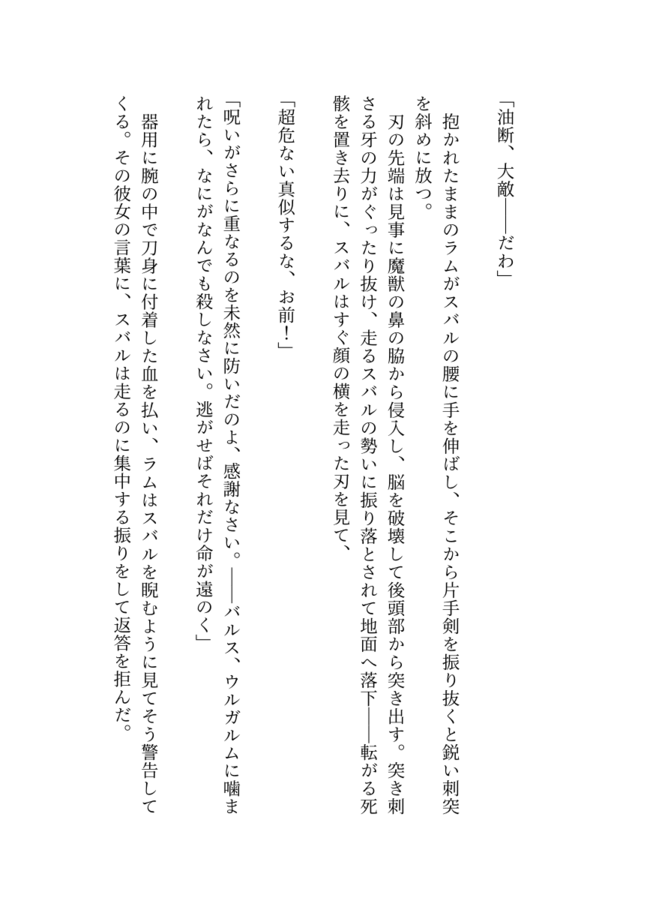 「油断、大敵――だわ」
　抱かれたままのラムがスバルの腰に手を伸ばし、そこから片手剣を振り抜くと鋭い刺突
を斜めに放つ。
　刃の先端は見事に魔獣の鼻の脇から侵入し、脳を破壊して後頭部から突き出す。突き刺
さる牙の力がぐったり抜け、走るスバルの勢いに振り落とされて地面へ落下――転がる死
骸を置き去りに、スバルはすぐ顔の横を走った刃を見て、
「超危ない真似するな、お前！」
「呪いがさらに重なるのを未然に防いだのよ、感謝なさい。――バルス、ウルガルムに噛ま
れたら、なにがなんでも殺しなさい。逃がせばそれだけ命が遠のく」
　器用に腕の中で刀身に付着した血を払い、ラムはスバルを睨むように見てそう警告して
くる。その彼女の言葉に、スバルは走るのに集中する振りをして返答を拒んだ。